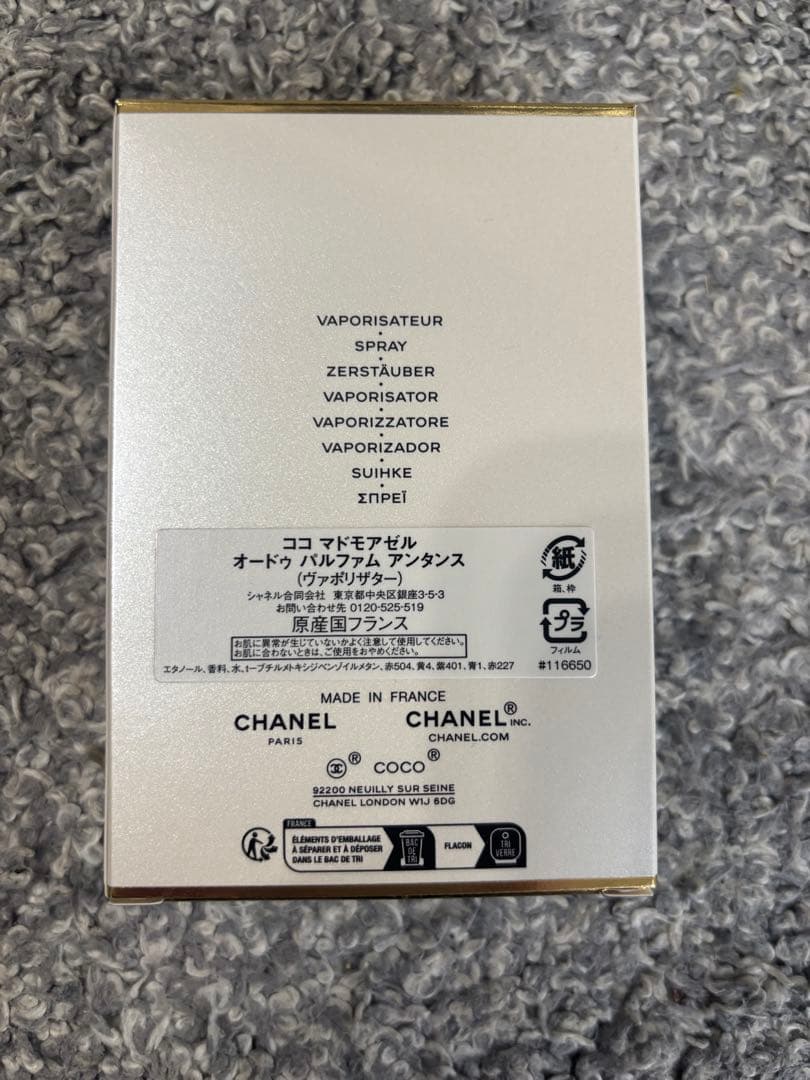 VAPORISATEUR
SPRAY
ZERSTÄUBER
VAPORISATOR
VAPORIZZATORE
VAPORIZADOR
SUIHKE
ΣΠΡΕΪ
ココ マドモアゼル
オードゥ パルファム アンタンス
(ヴァポリザター)
シャネル合同会社 東京都中央区銀座3-5-3
お問い合わせ先 0120-525-519
原産国フランス
お肌に異常が生じていないかよく注意して使用してください。
お肌に合わないときは、ご使用をおやめください。
エタノール、香料、水、t-ブチルメトキシジベンゾイルメタン、赤504、黄4、紫401、青1、赤227
紙
箱、枠
プラ
フィルム
#116650
MADE IN FRANCE
CHANEL
PARIS
CHANEL® INC.
CHANEL.COM
® COCO®
92200 NEUILLY SUR SEINE
CHANEL LONDON W1J 6DG
FRANCE
ÉLÉMENTS D'EMBALLAGE
À SÉPARER ET À DÉPOSER
DANS LE BAC DE TRI
BAC
DE
TRI
FLACON
TRI
VERRE